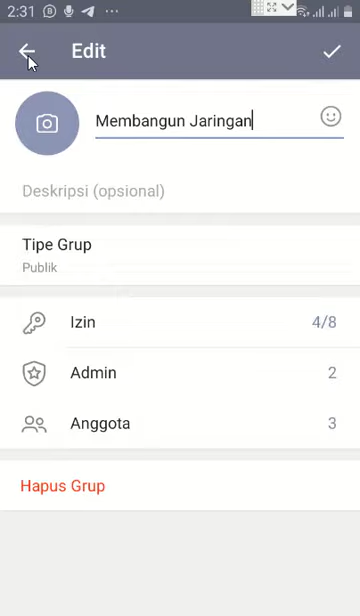 2:31
Edit
Membangun Jaringan
Deskripsi (opsional)
Tipe Grup
Publik
Izin 4/8
Admin 2
Anggota 3
Hapus Grup